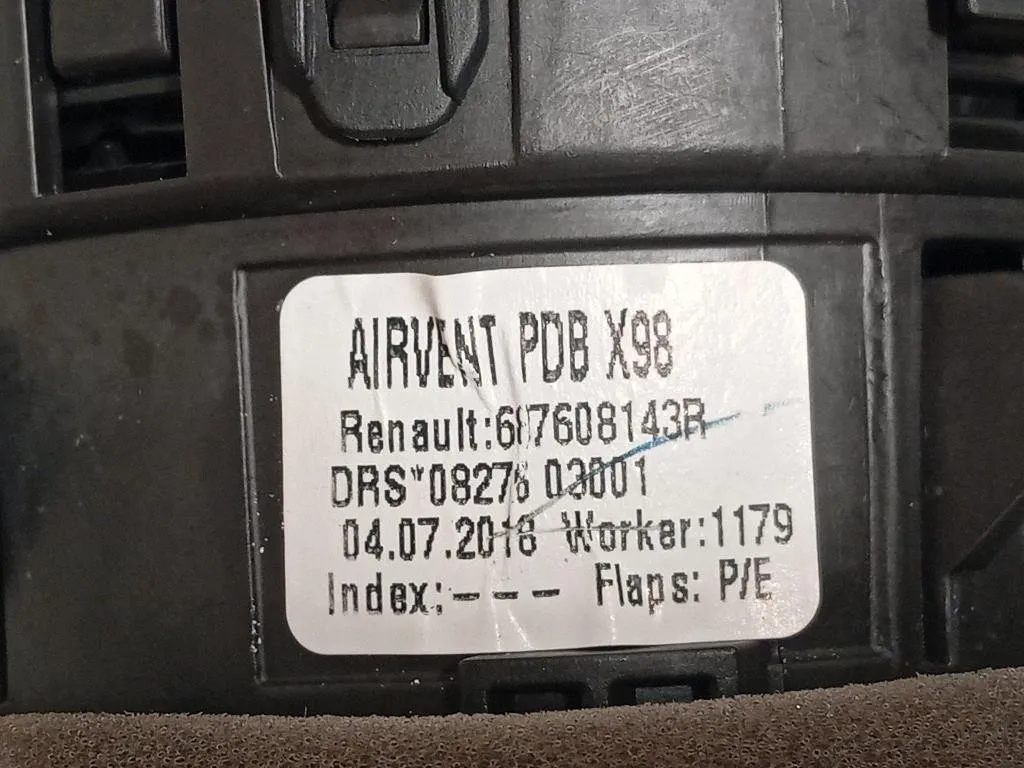 AIRVENT PDB X98
Renault:687608143R
DRS*08276 03001
04.07.2018 Worker:1179
Index:--- Flaps: P/E